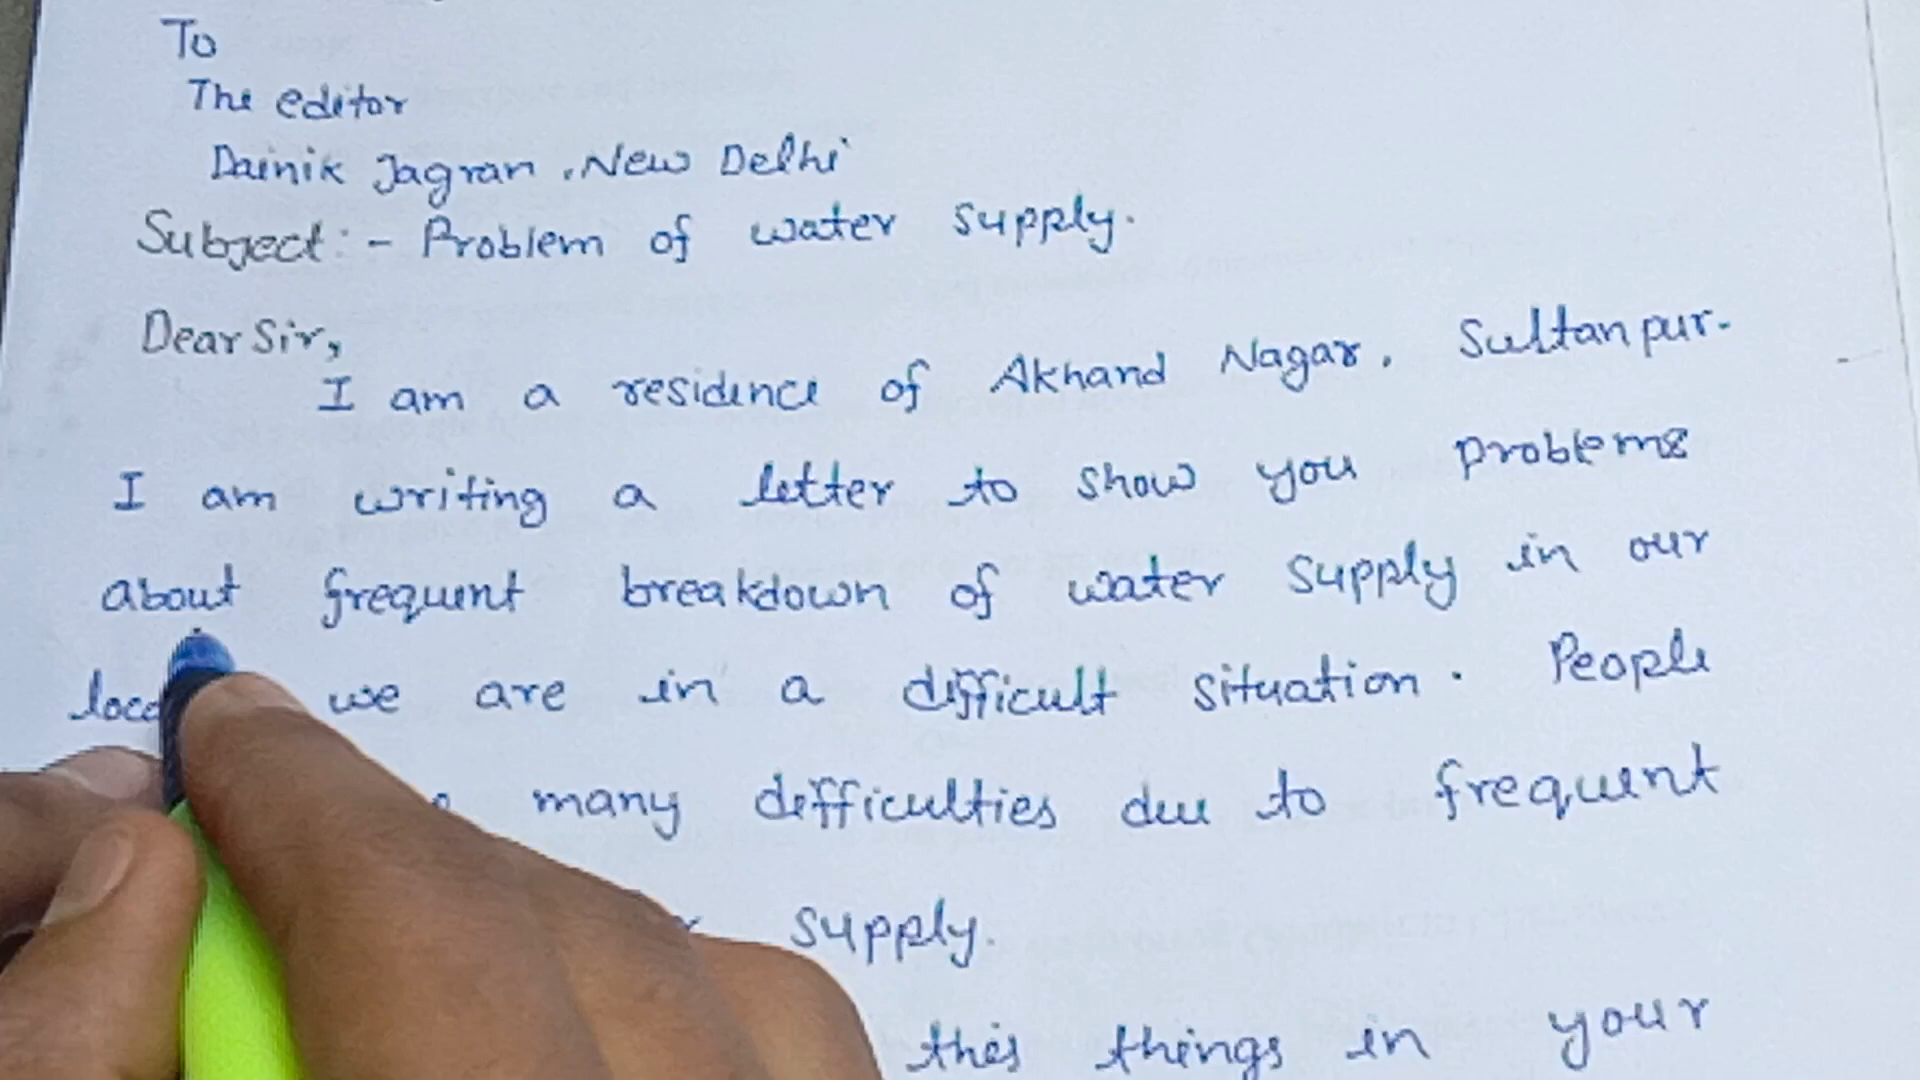 To
The editor
Dainik Jagran, New Delhi
Subject:- Problem of water supply.
Dear Sir,
I am a residence of Akhand Nagar, Sultanpur.
I am writing a letter to show you problems
about frequent breakdown of water supply in our
we are in a difficult situation. People
many difficulties due to frequent
supply.
this things in your